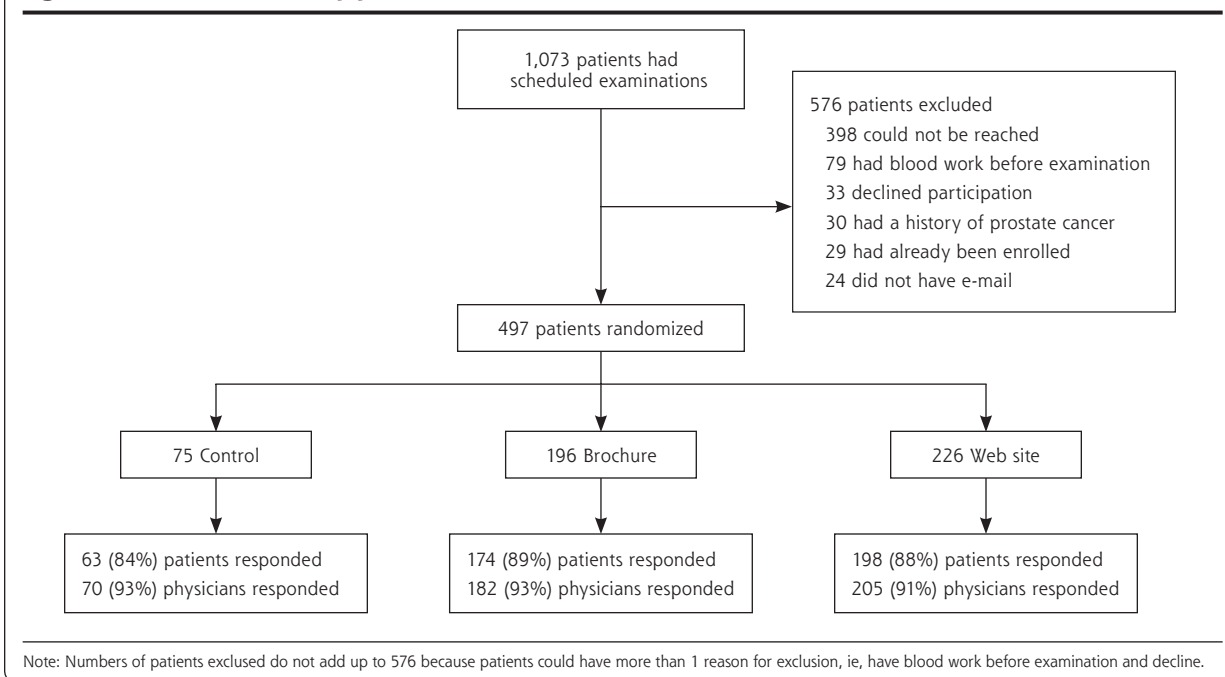 1,073 patients had
scheduled examinations
576 patients excluded
398 could not be reached
79 had blood work before examination
33 declined participation
30 had a history of prostate cancer
29 had already been enrolled
24 did not have e-mail
497 patients randomized
75 Control
196 Brochure
226 Web site
63 (84%) patients responded
70 (93%) physicians responded
174 (89%) patients responded
182 (93%) physicians responded
198 (88%) patients responded
205 (91%) physicians responded
Note: Numbers of patients exclused do not add up to 576 because patients could have more than 1 reason for exclusion, ie, have blood work before examination and decline.